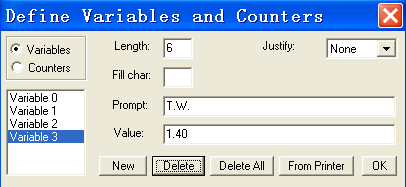 Define Variables and Counters
Variables
Counters
Variable 0
Variable 1
Variable 2
Variable 3
Length: 6 Justify: None
Fill char:
Prompt: T.W.
Value: 1.40
New Delete Delete All From Printer OK